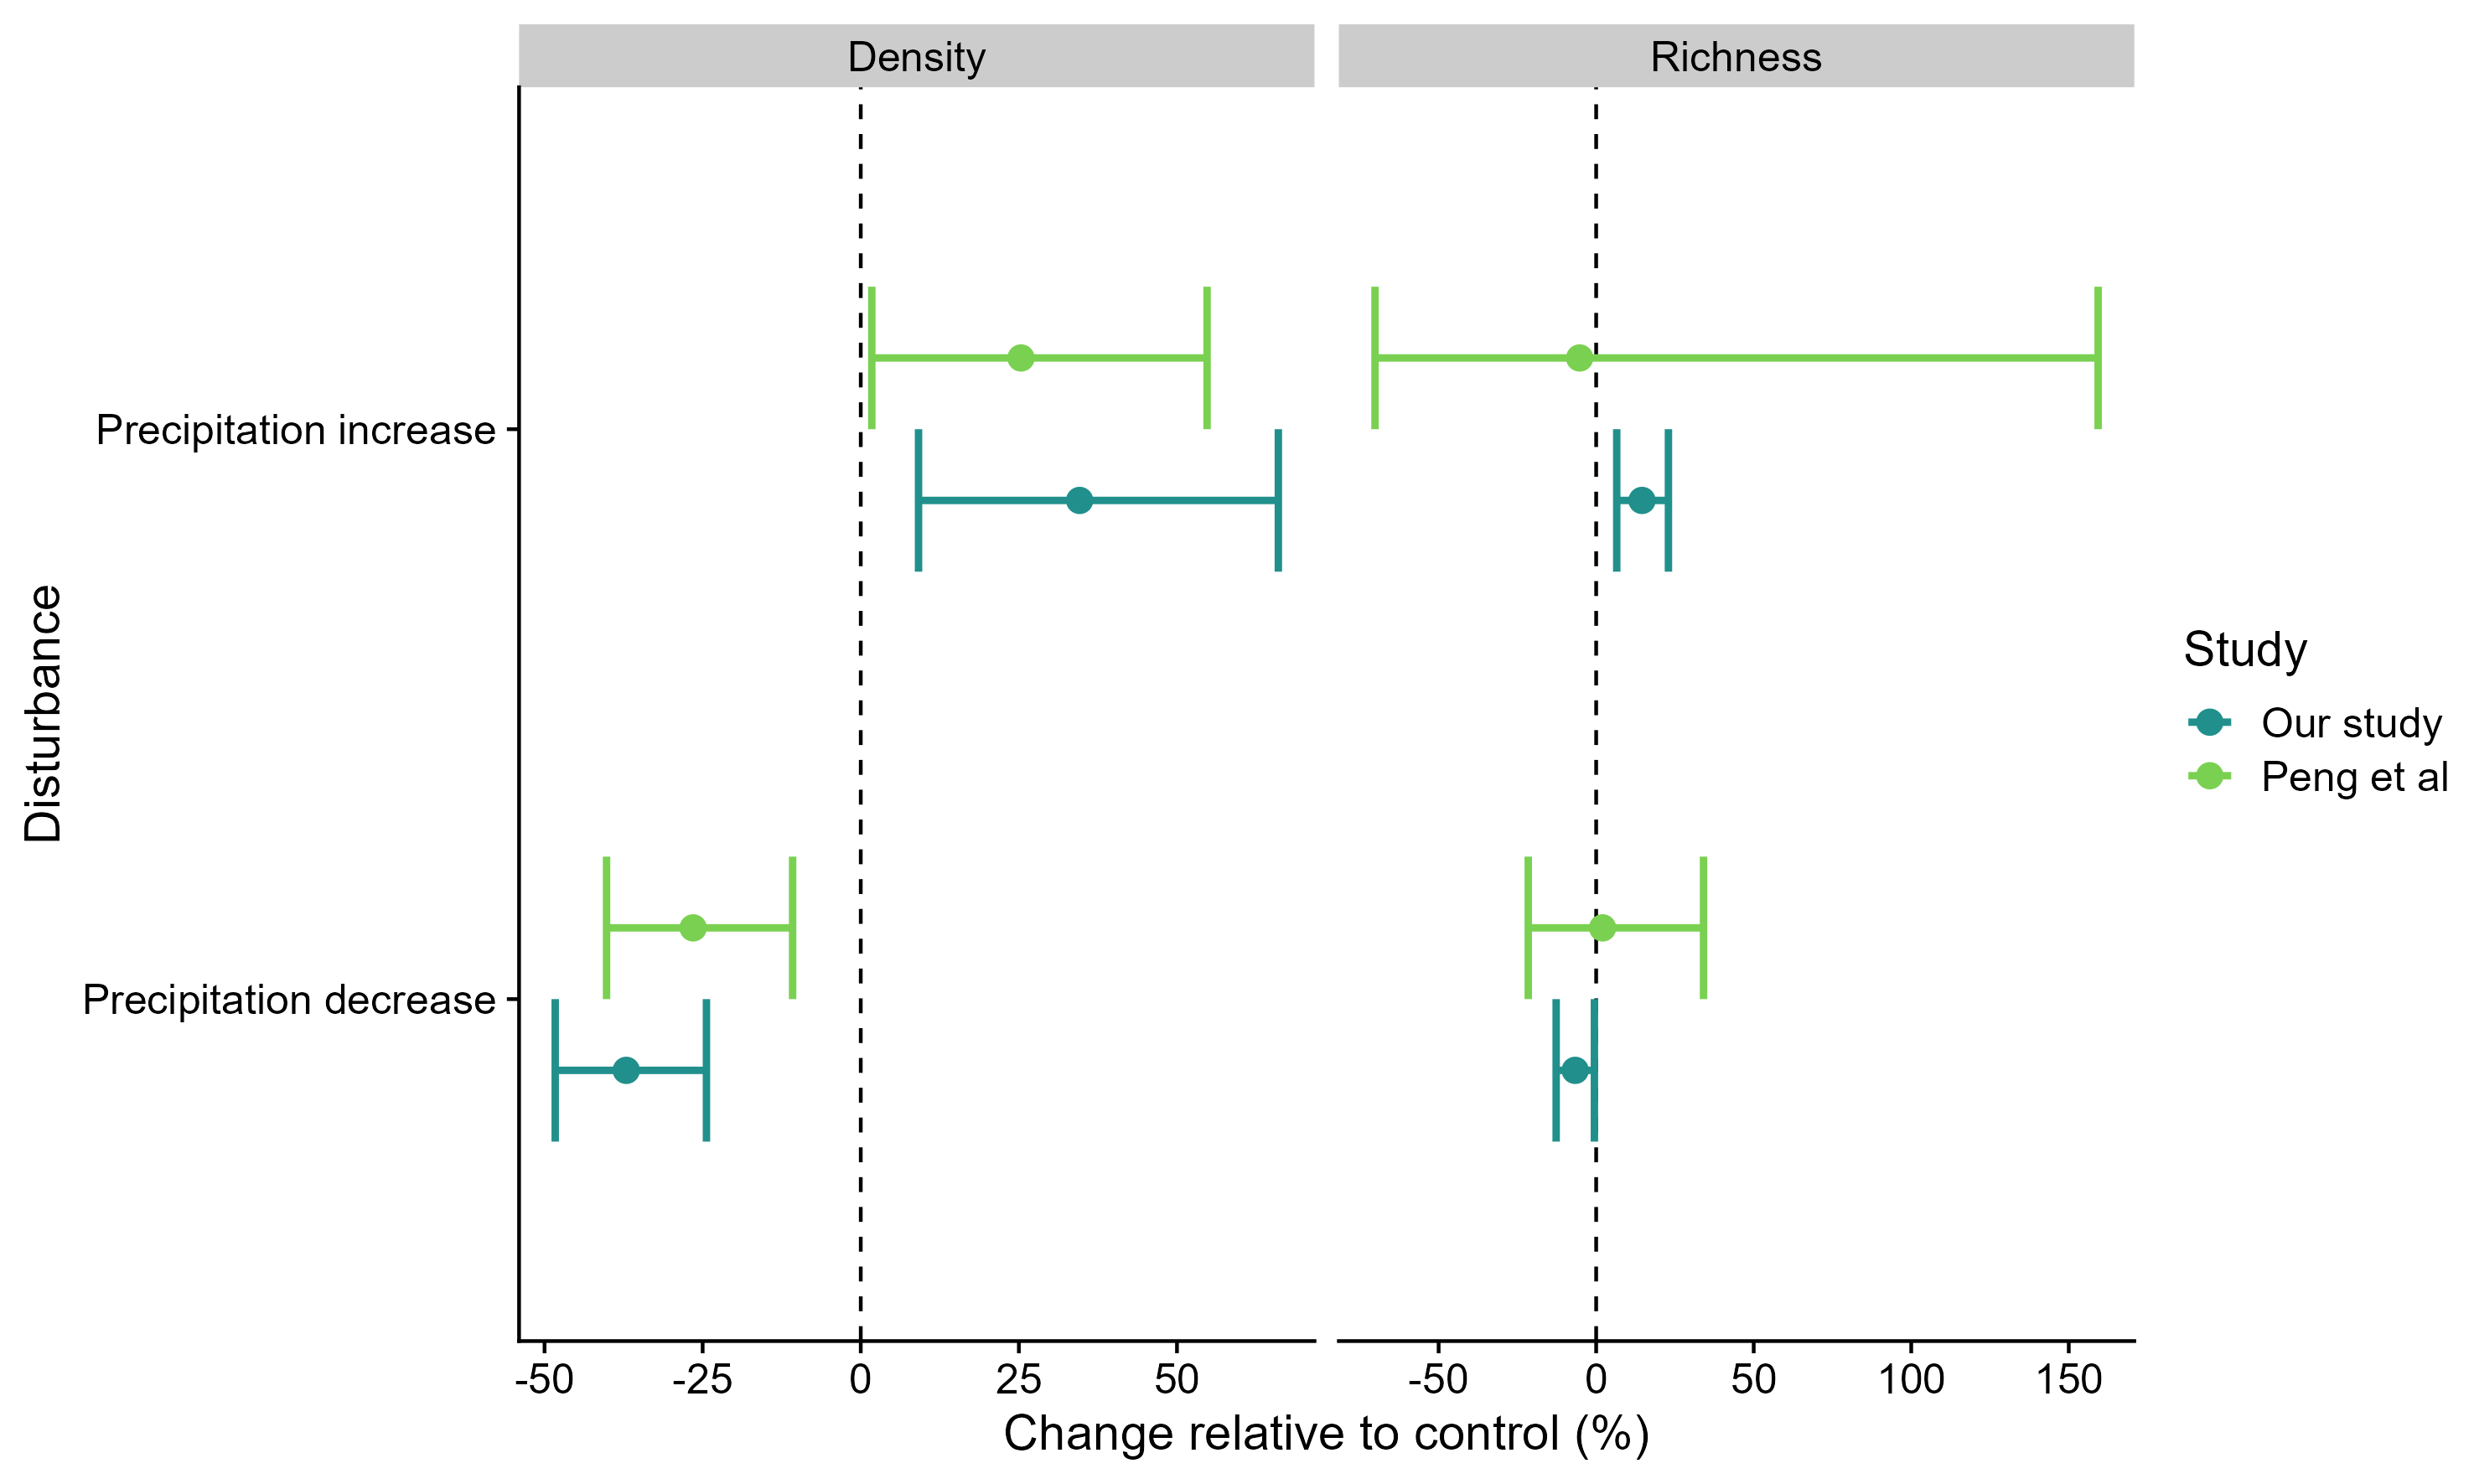 Density
Richness
Precipitation increase
Precipitation decrease
Disturbance
-50 -25 0 25 50
-50 0 50 100 150
Change relative to control (%)
Study
Our study
Peng et al